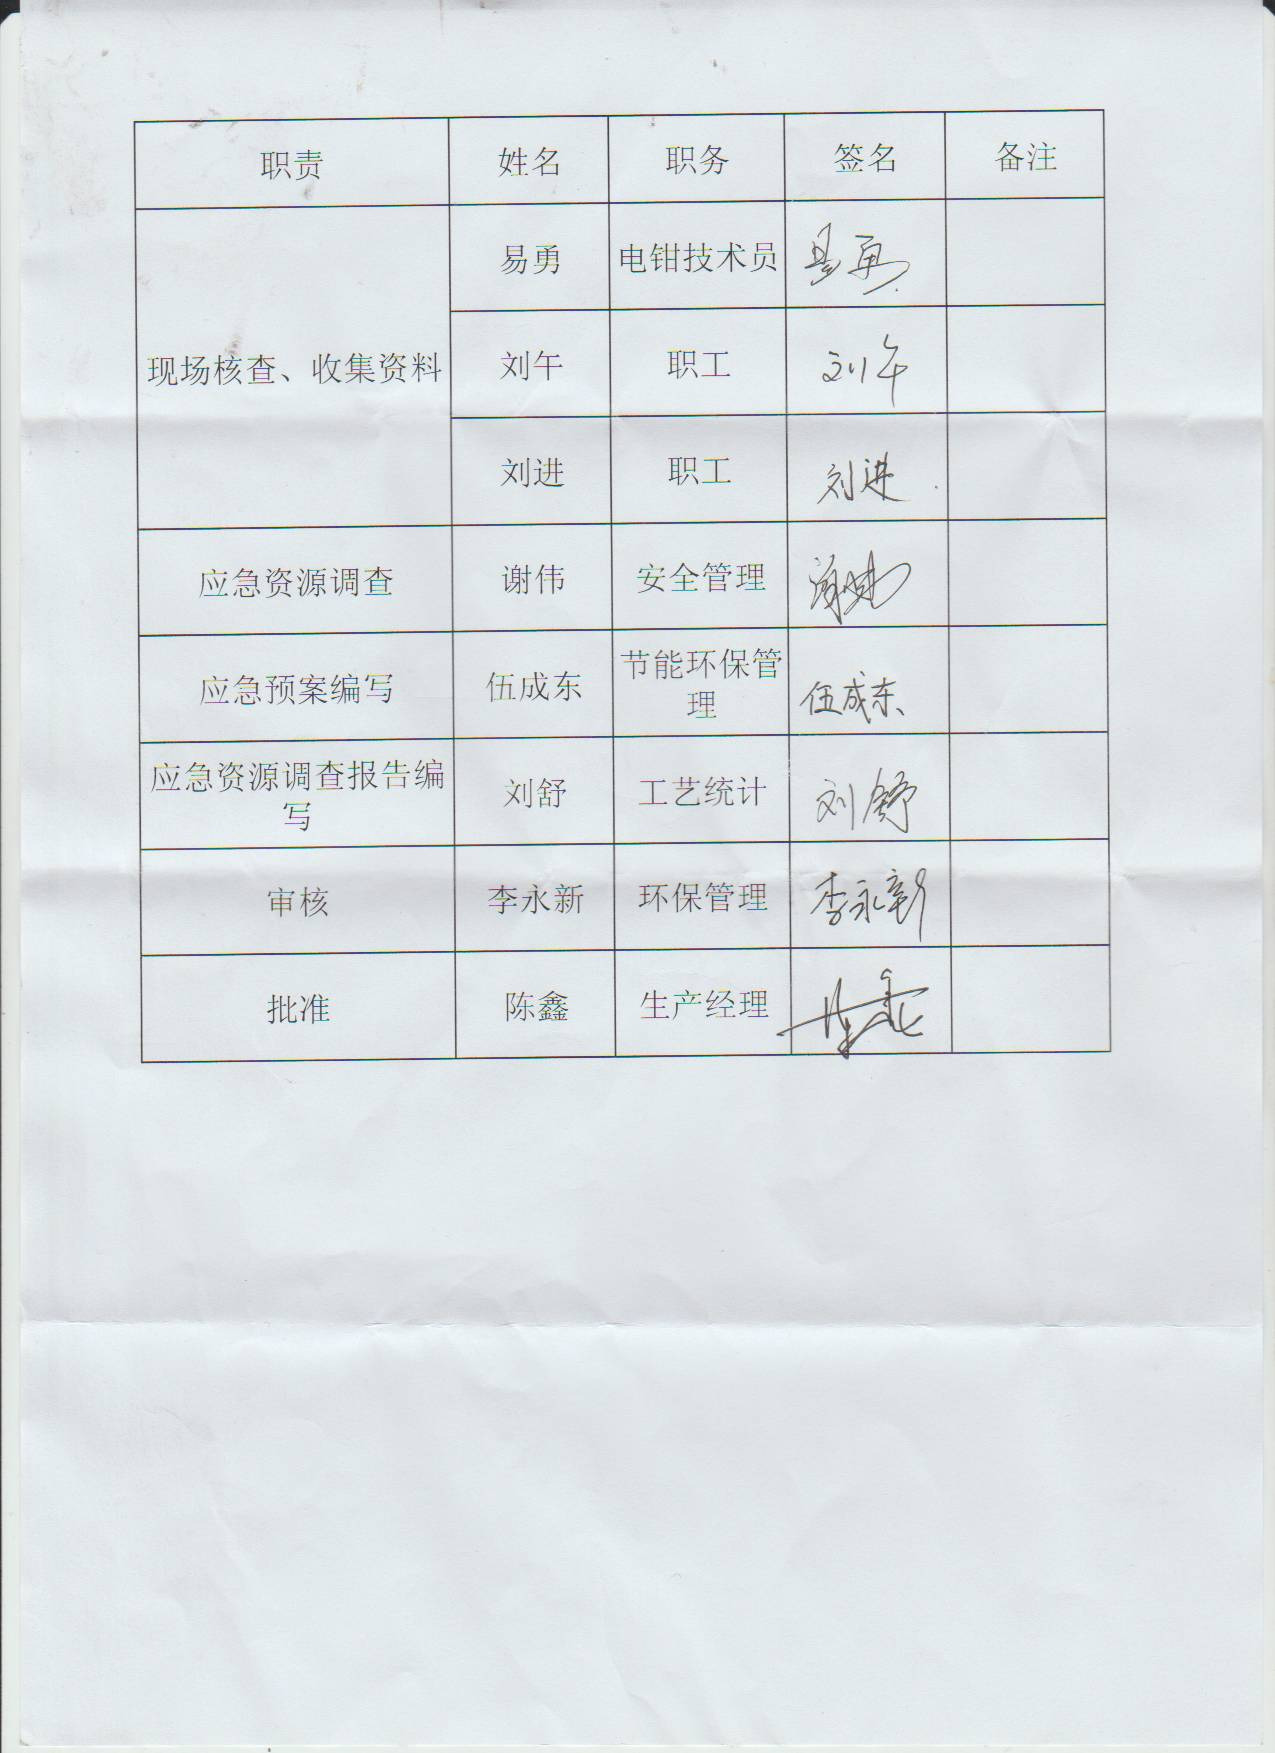 职责 姓名 职务 签名 备注
现场核查、收集资料
易勇 电钳技术员 易勇
刘午 职工 刘午
刘进 职工 刘进
应急资源调查 谢伟 安全管理 谢伟
应急预案编写 伍成东 节能环保管
理 伍成东
应急资源调查报告编
写 刘舒 工艺统计 刘舒
审核 李永新 环保管理 李永新
批准 陈鑫 生产经理 陈鑫